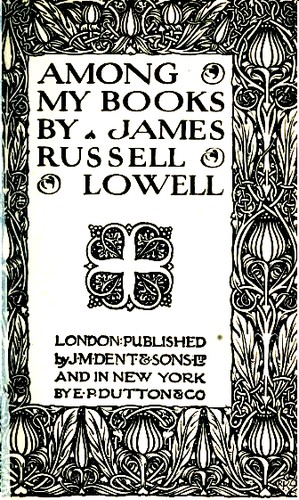 AMONG
MY BOOKS
BY JAMES
RUSSELL
LOWELL
LONDON: PUBLISHED
by J. M. DENT & SONS LTD
AND IN NEW YORK
BY E. P. DUTTON & CO